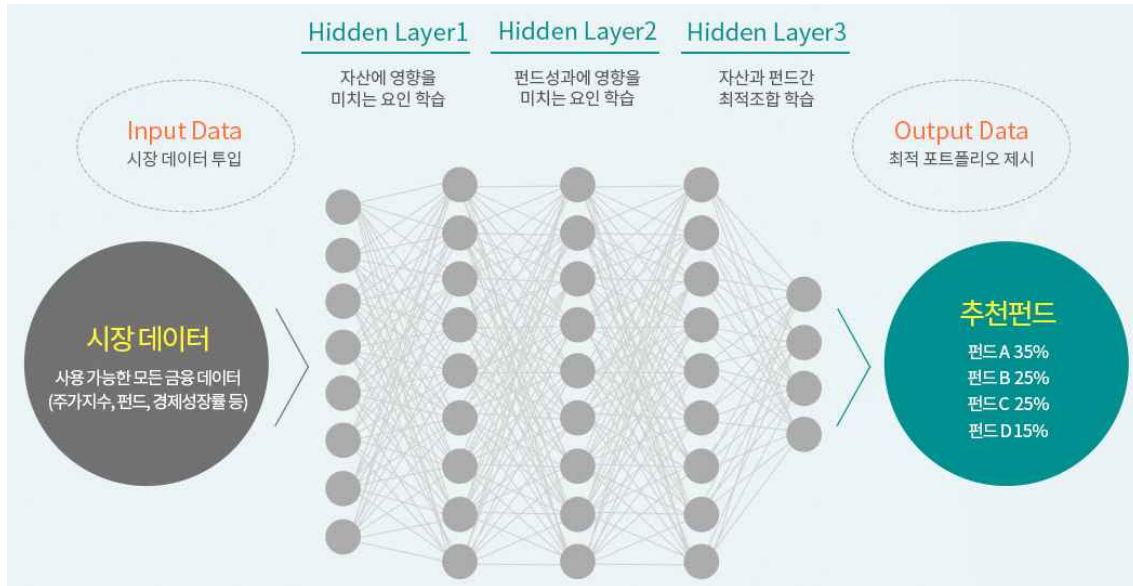 Hidden Layer1
Hidden Layer2
Hidden Layer3
자산에 영향을
미치는 요인 학습
펀드성과에 영향을
미치는 요인 학습
자산과 펀드간
최적조합 학습
Input Data
시장 데이터 투입
Output Data
최적 포트폴리오 제시
시장 데이터
사용 가능한 모든 금융 데이터
(주가지수, 펀드, 경제성장률 등)
추천펀드
펀드 A 35%
펀드 B 25%
펀드 C 25%
펀드 D 15%